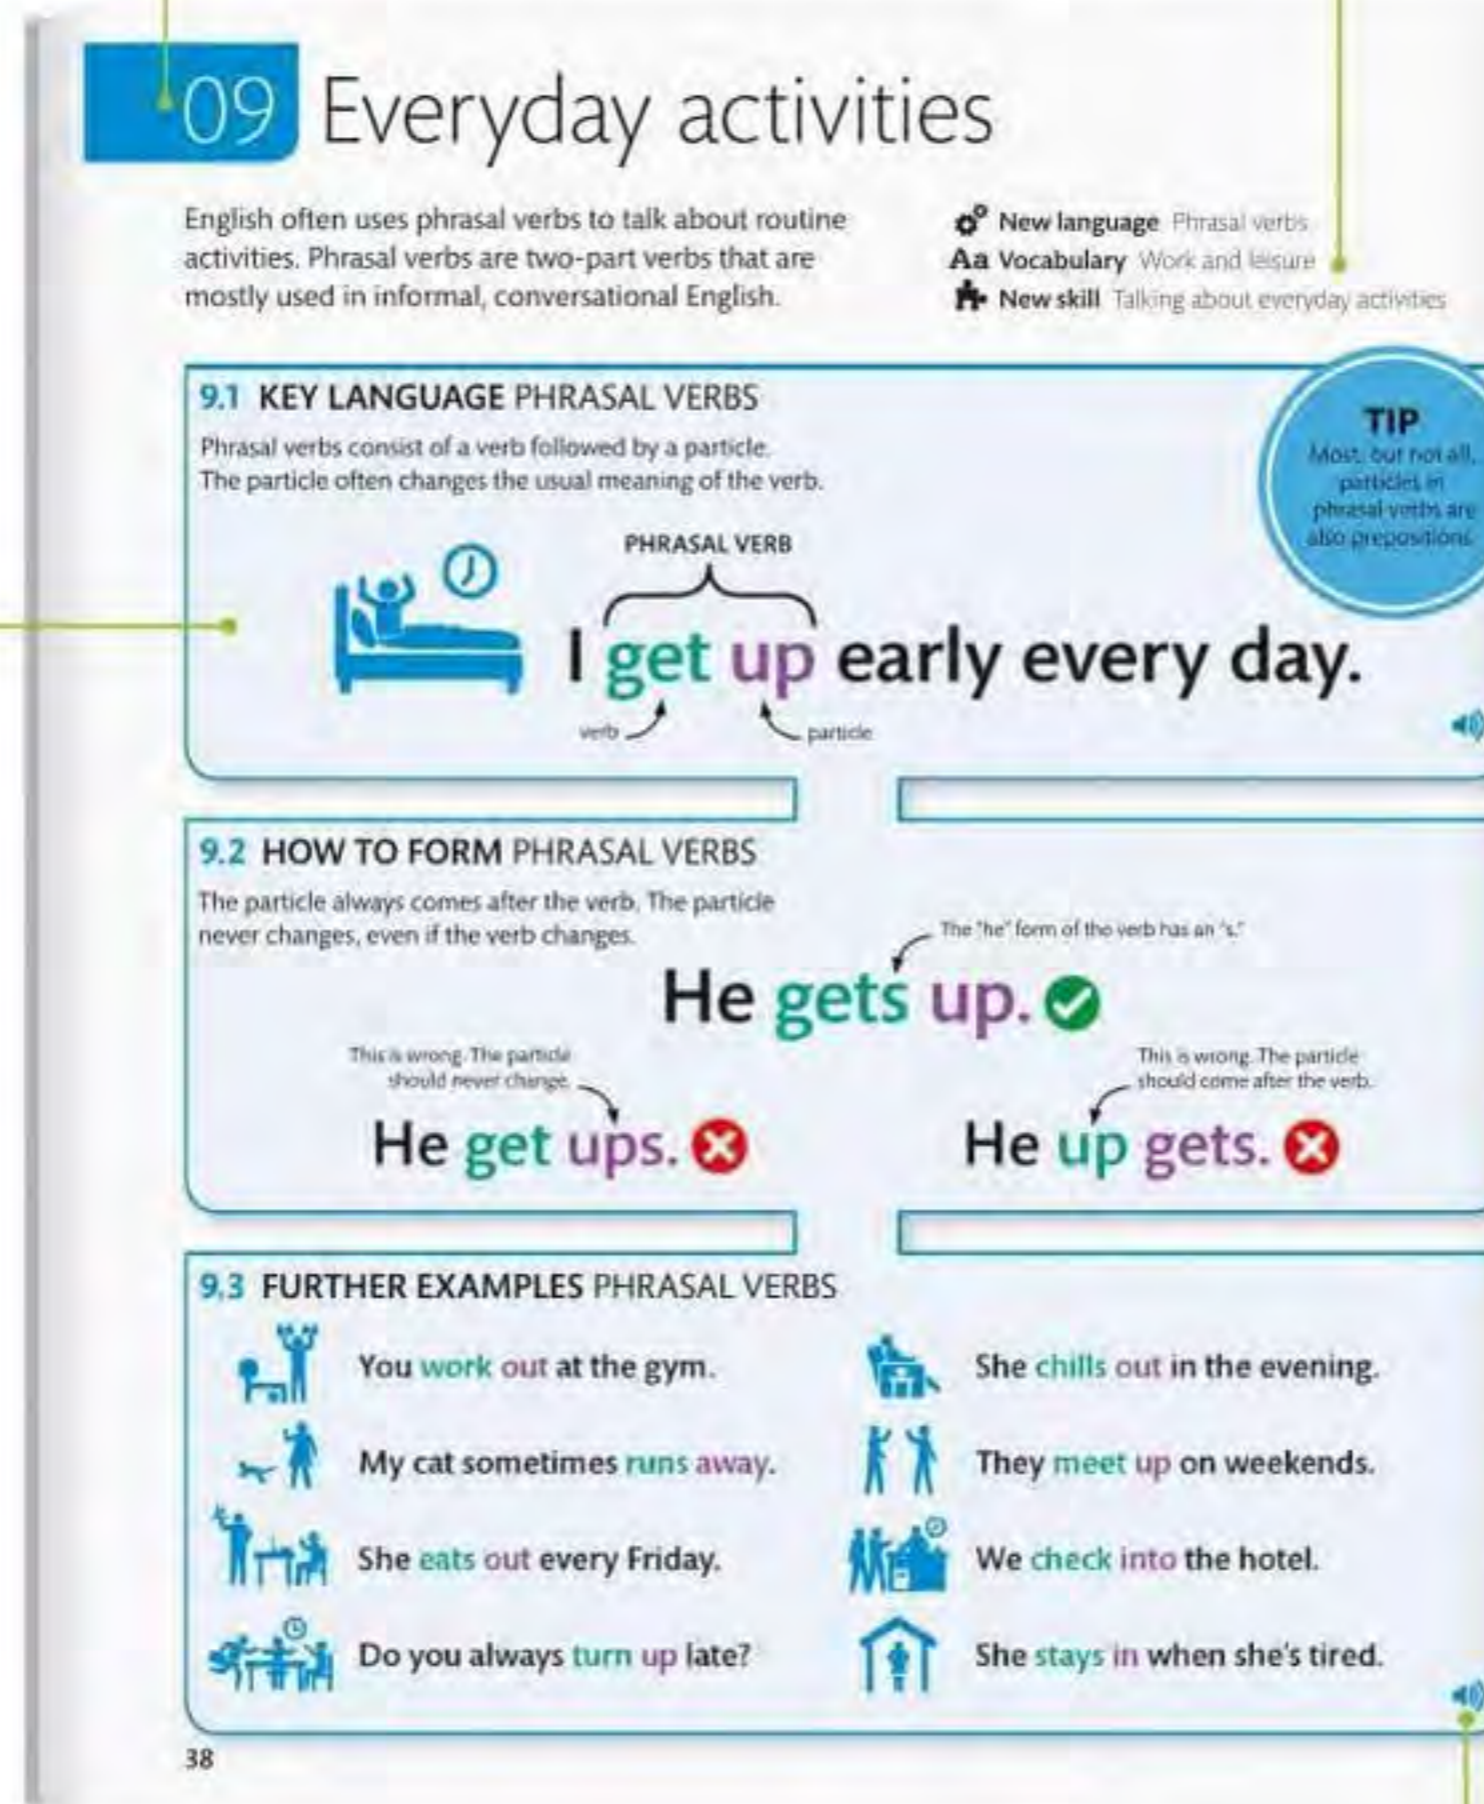 09 Everyday activities
English often uses phrasal verbs to talk about routine
activities. Phrasal verbs are two-part verbs that are
mostly used in informal, conversational English.
New language Phrasal verbs
Aa Vocabulary Work and leisure
New skill Talking about everyday activities
9.1 KEY LANGUAGE PHRASAL VERBS
Phrasal verbs consist of a verb followed by a particle.
The particle often changes the usual meaning of the verb.
TIP
Most, but not all,
particles in
phrasal verbs are
also prepositions.
PHRASAL VERB
I get up early every day.
verb
particle
9.2 HOW TO FORM PHRASAL VERBS
The particle always comes after the verb. The particle
never changes, even if the verb changes.
The "he" form of the verb has an "s."
He gets up.
This is wrong. The particle
should never change.
He get ups.
This is wrong. The particle
should come after the verb.
He up gets.
9.3 FURTHER EXAMPLES PHRASAL VERBS
You work out at the gym.
My cat sometimes runs away.
She eats out every Friday.
Do you always turn up late?
She chills out in the evening.
They meet up on weekends.
We check into the hotel.
She stays in when she's tired.
38